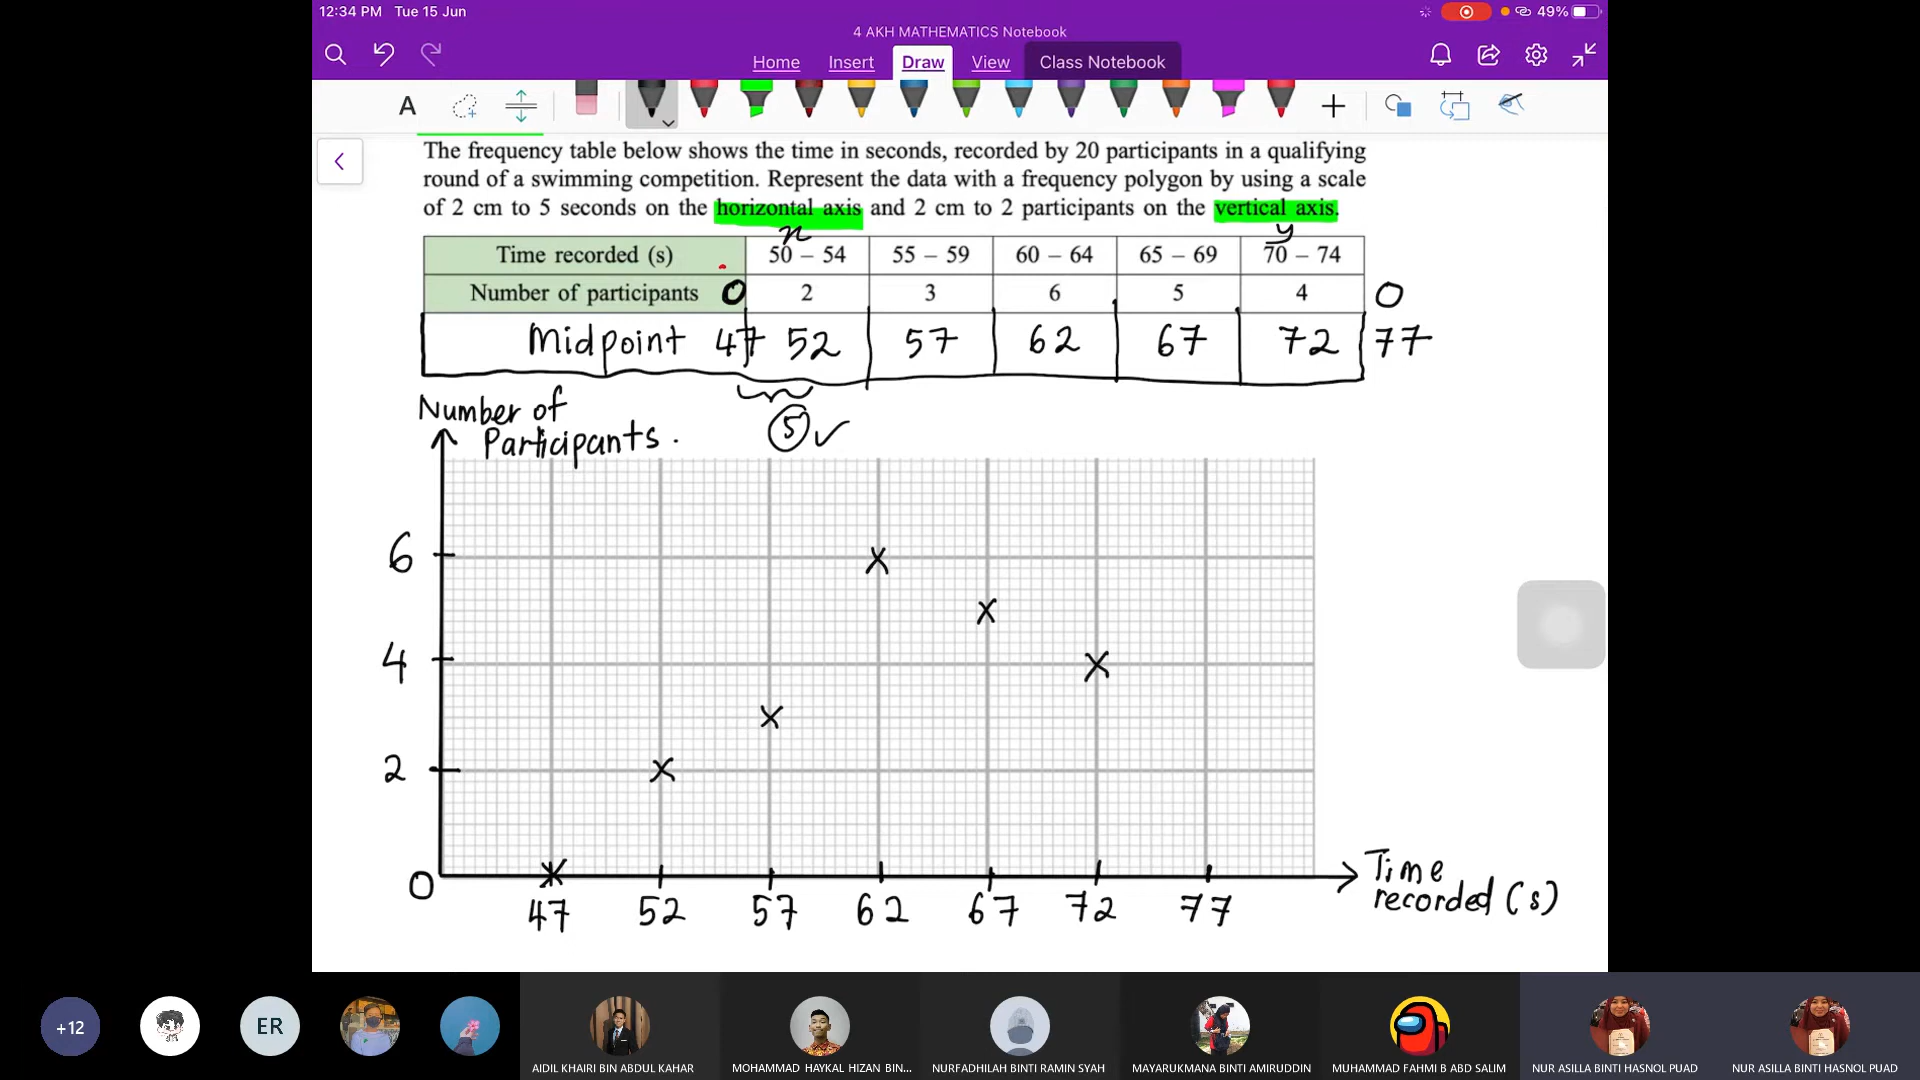 12:34 PM Tue 15 Jun
49%
4 AKH MATHEMATICS Notebook
Home Insert Draw View Class Notebook
A
The frequency table below shows the time in seconds, recorded by 20 participants in a qualifying
round of a swimming competition. Represent the data with a frequency polygon by using a scale
of 2 cm to 5 seconds on the horizontal axis and 2 cm to 2 participants on the vertical axis.
x y
Time recorded (s) 50 – 54 55 – 59 60 – 64 65 – 69 70 – 74
Number of participants 0 2 3 6 5 4 0
Midpoint 47 52 57 62 67 72 77
5
Number of
Participants.
6
4
2
0
47 52 57 62 67 72 77
Time
recorded (s)
+12
ER
AIDIL KHAIRI BIN ABDUL KAHAR
MOHAMMAD HAYKAL HIZAN BIN...
NURFADHILAH BINTI RAMIN SYAH
MAYARUKMANA BINTI AMIRUDDIN
MUHAMMAD FAHMI B ABD SALIM
NUR ASILLA BINTI HASNOL PUAD
NUR ASILLA BINTI HASNOL PUAD